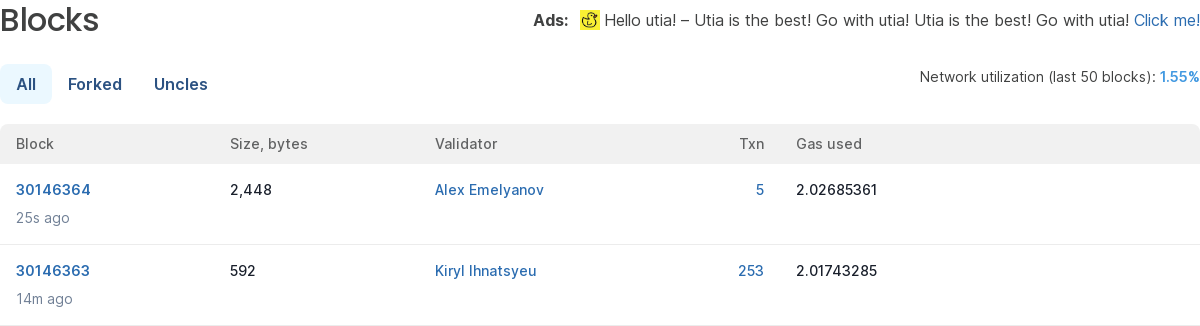 Blocks
Ads: Hello utia! – Utia is the best! Go with utia! Utia is the best! Go with utia! Click me!
All Forked Uncles
Network utilization (last 50 blocks): 1.55%
Block Size, bytes Validator Txn Gas used
30146364 2,448 Alex Emelyanov 5 2.02685361
25s ago
30146363 592 Kiryl Ihnatsyeu 253 2.01743285
14m ago